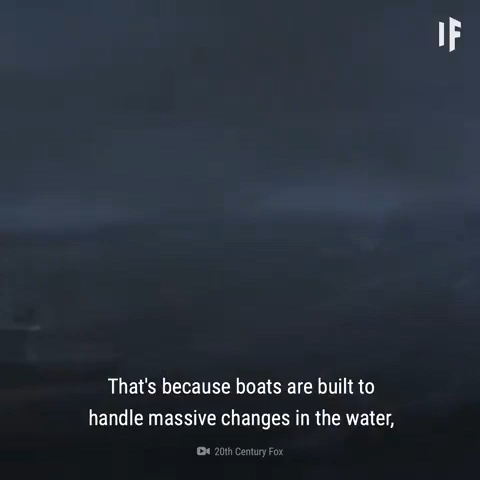 IF
That's because boats are built to
handle massive changes in the water,
20th Century Fox